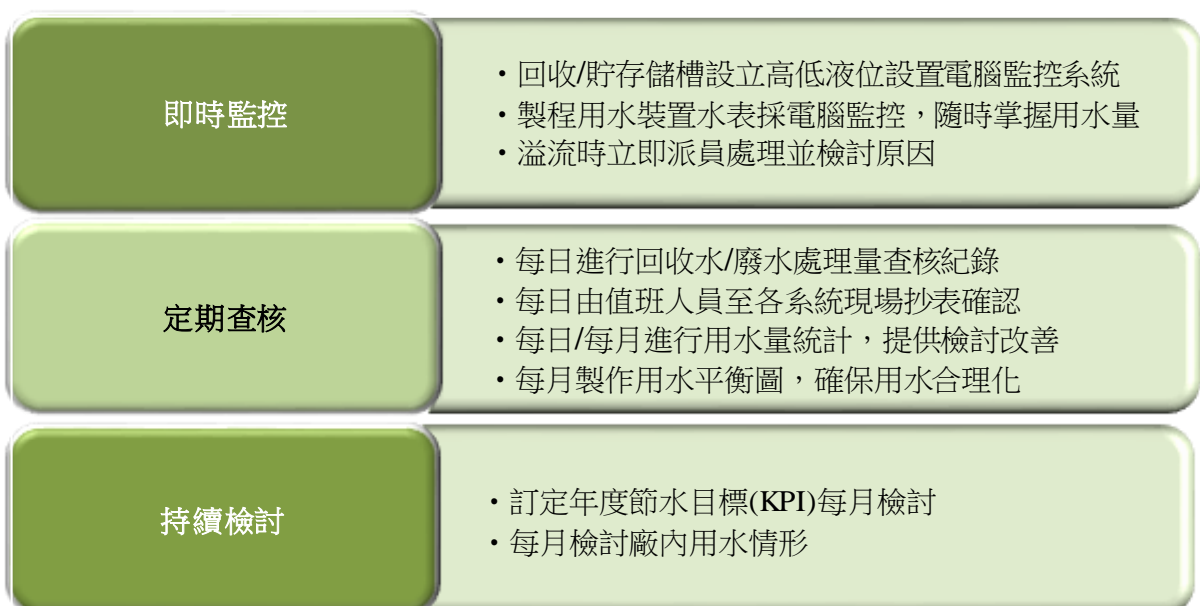 即時監控
・回收/貯存儲槽設立高低液位設置電腦監控系統
・製程用水裝置水表採電腦監控，隨時掌握用水量
・溢流時立即派員處理並檢討原因
定期查核
・每日進行回收水/廢水處理量查核紀錄
・每日由值班人員至各系統現場抄表確認
・每日/每月進行用水量統計，提供檢討改善
・每月製作用水平衡圖，確保用水合理化
持續檢討
・訂定年度節水目標(KPI)每月檢討
・每月檢討廠內用水情形